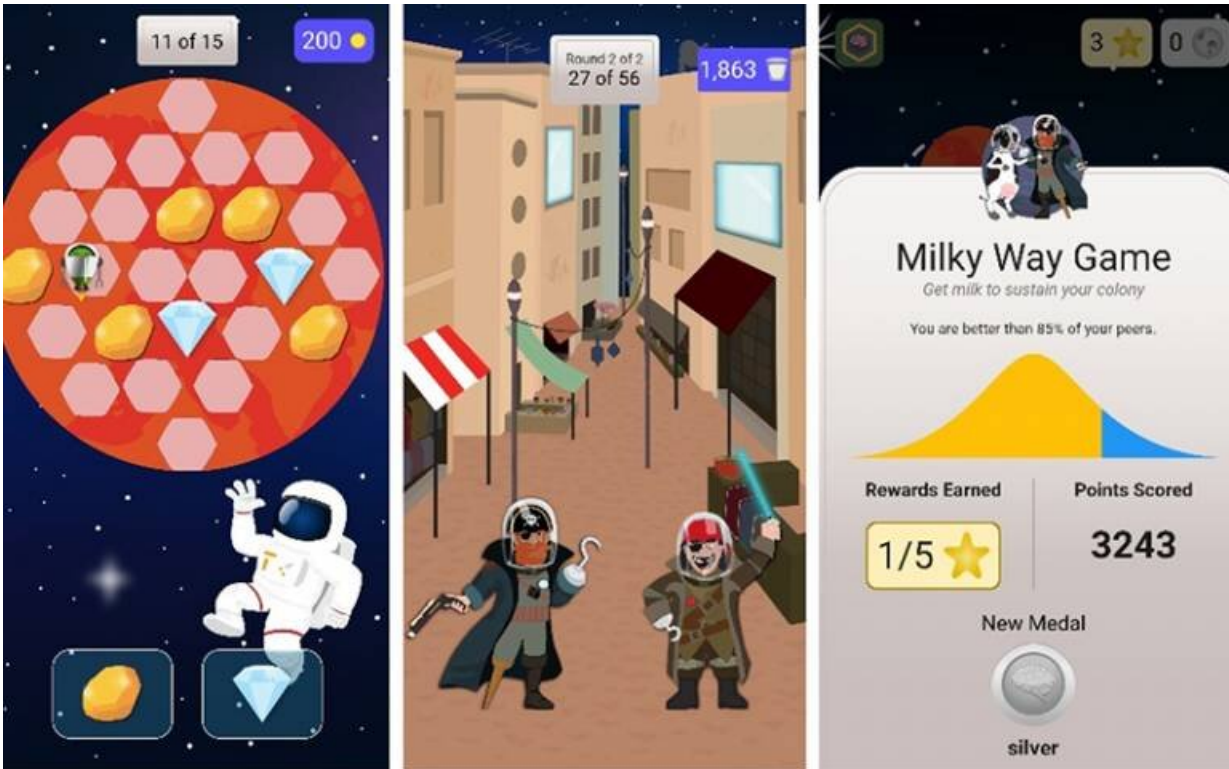 11 of 15
200
Round 2 of 2
27 of 56
1,863
3
0
Milky Way Game
Get milk to sustain your colony
You are better than 85% of your peers.
Rewards Earned
Points Scored
1/5
3243
New Medal
silver